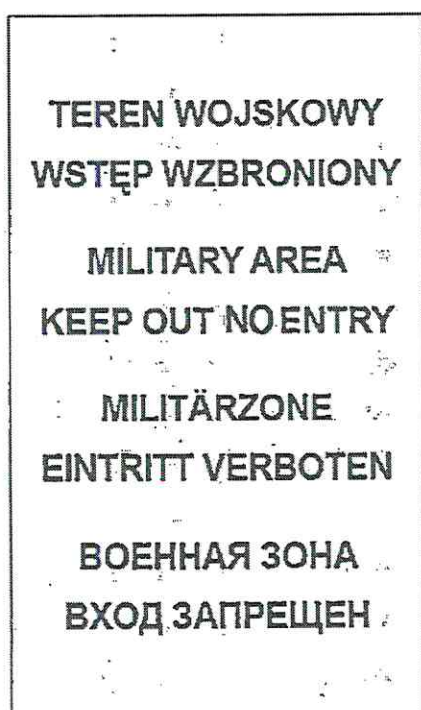 TEREN WOJSKOWY
WSTĘP WZBRONIONY
MILITARY AREA
KEEP OUT NO ENTRY
MILITÄRZONE
EINTRITT VERBOTEN
ВОЕННАЯ ЗОНА
ВХОД ЗАПРЕЩЕН